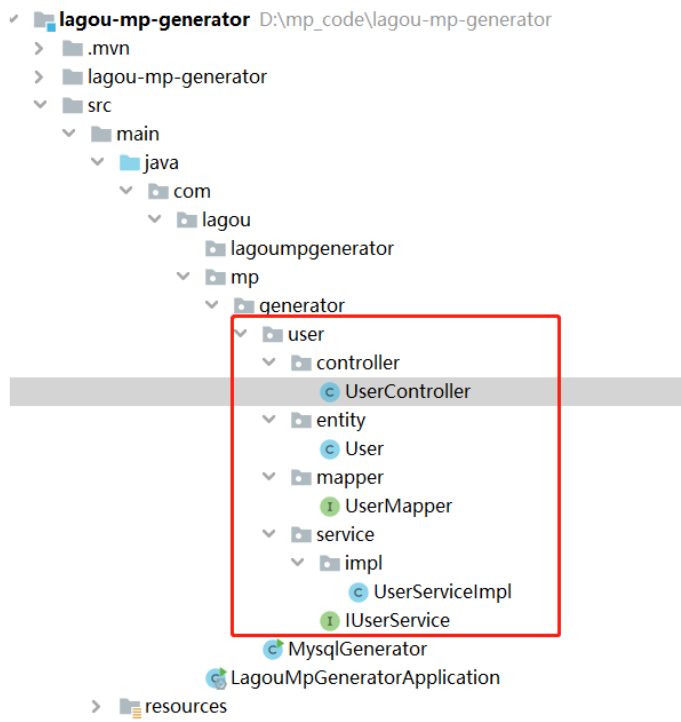 lagou-mp-generator D:\mp_code\lagou-mp-generator
.mvn
lagou-mp-generator
src
main
java
com
lagou
lagoumpgenerator
mp
generator
user
controller
C UserController
entity
C User
mapper
I UserMapper
service
impl
C UserServiceImpl
I IUserService
C MysqlGenerator
C LagouMpGeneratorApplication
resources